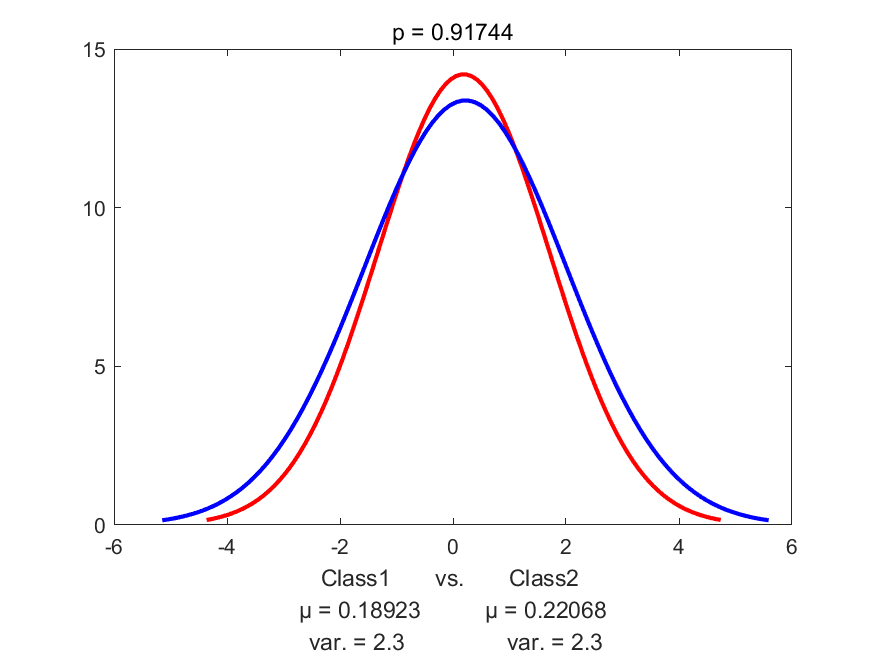 p = 0.91744
15
10
5
0
-6 -4 -2 0 2 4 6
Class1 vs. Class2
μ = 0.18923 μ = 0.22068
var. = 2.3 var. = 2.3